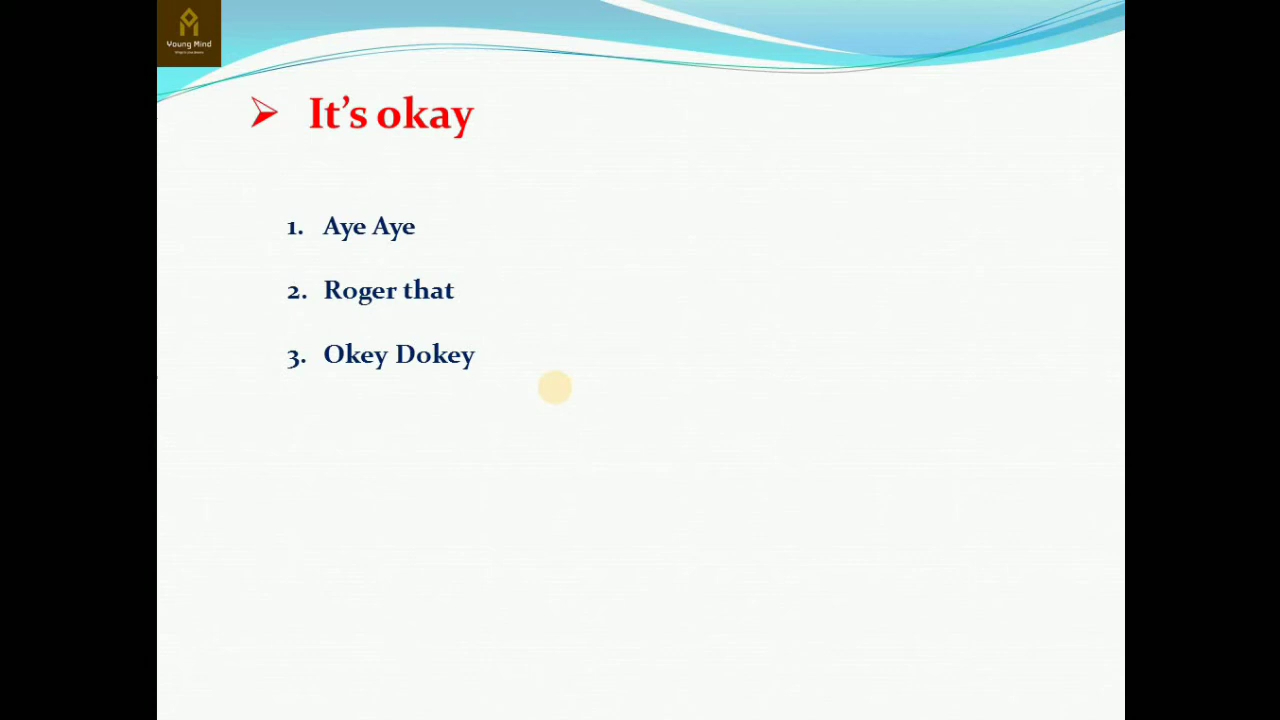 Young Mind
It's okay
1. Aye Aye
2. Roger that
3. Okey Dokey